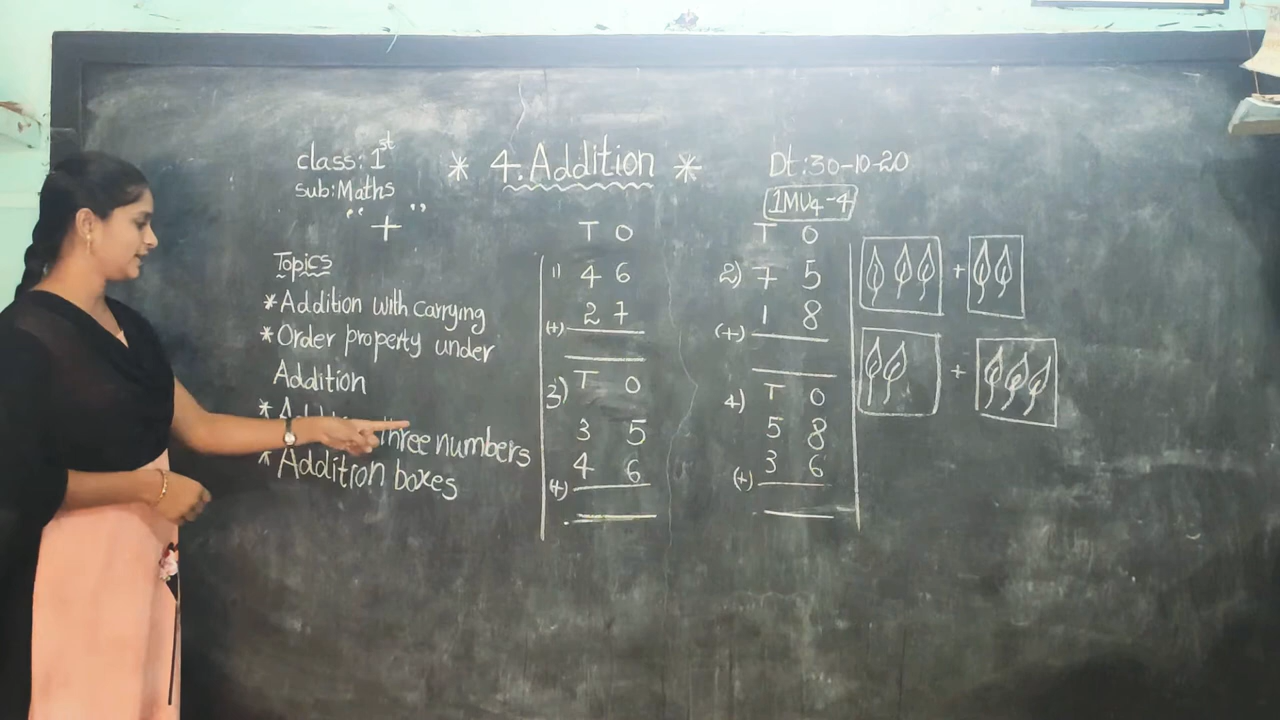 class: 1st
sub: Maths
* 4. Addition *
Dt: 30-10-20
1MU4-4
“ + ”
Topics
* Addition with carrying
* Order property under
Addition
* three numbers
* Addition boxes
T O
1) 4 6
(+) 2 7
T O
2) 7 5
(+) 1 8
T O
3) 3 5
(+) 4 6
T O
4) 5 8
(+) 3 6
+
+